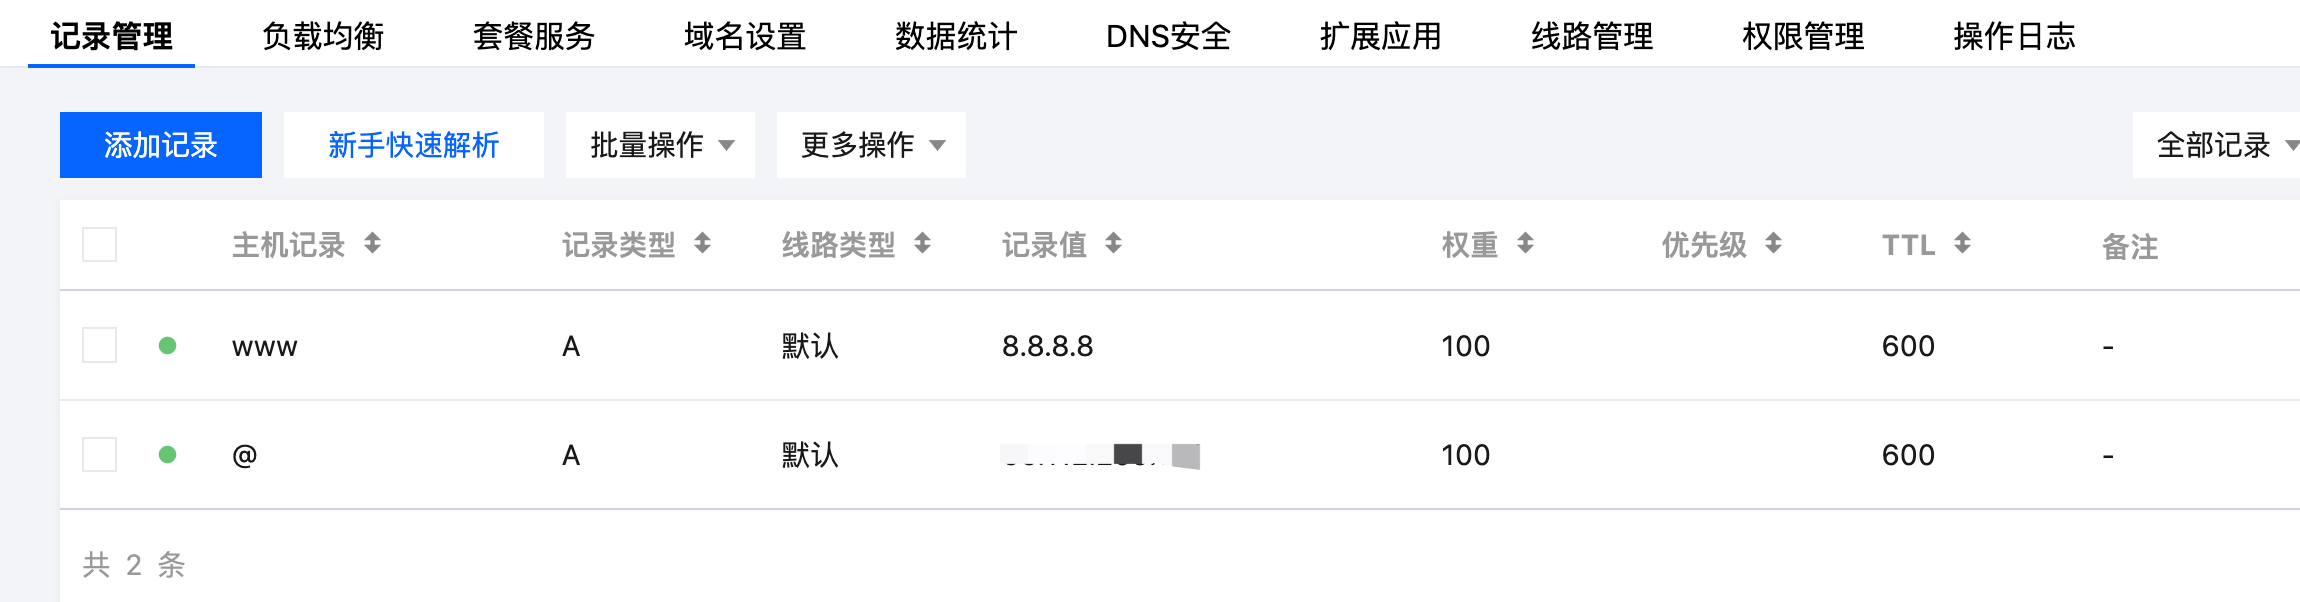 记录管理 负载均衡 套餐服务 域名设置 数据统计 DNS安全 扩展应用 线路管理 权限管理 操作日志
添加记录 新手快速解析 批量操作 更多操作 全部记录
主机记录 记录类型 线路类型 记录值 权重 优先级 TTL 备注
www A 默认 8.8.8.8 100 600 -
@ A 默认 100 600 -
共 2 条